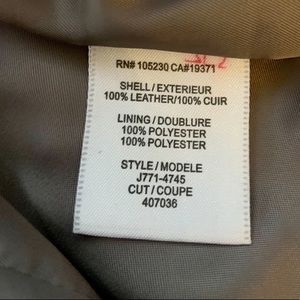 RN# 105230 CA#19371
SHELL / EXTERIEUR
100% LEATHER/100% CUIR
LINING / DOUBLURE
100% POLYESTER
100% POLYESTER
STYLE / MODELE
J771-4745
CUT / COUPE
407036